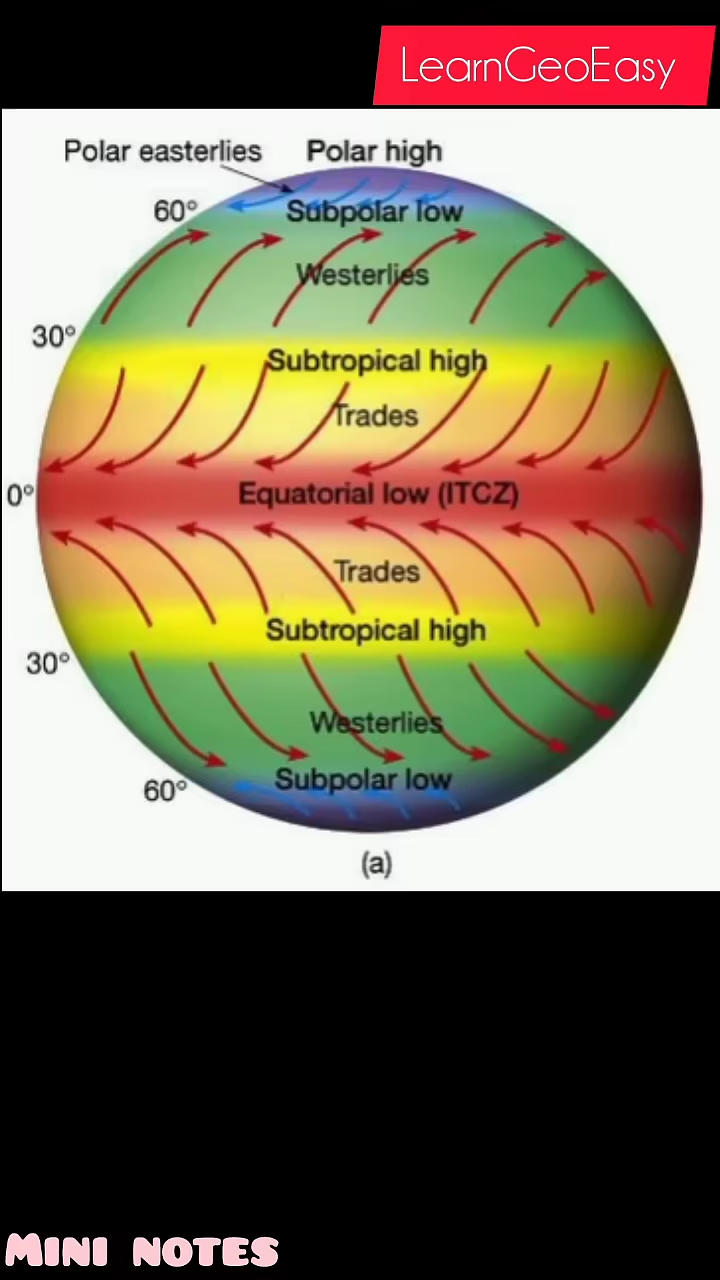 LearnGeoEasy
Polar easterlies
Polar high
60°
Subpolar low
Westerlies
30°
Subtropical high
Trades
0°
Equatorial low (ITCZ)
Trades
Subtropical high
30°
Westerlies
Subpolar low
60°
(a)
MINI NOTES